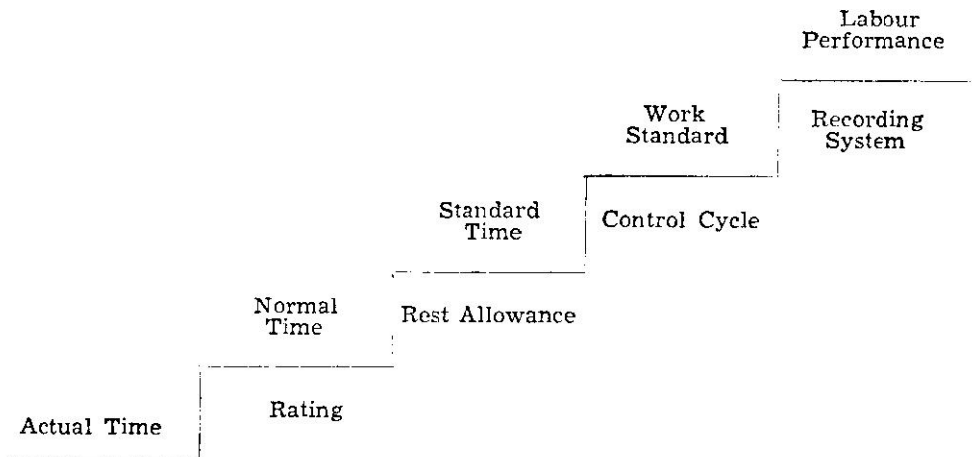 Labour
Performance
Work
Standard
Recording
System
Standard
Time
Control Cycle
Normal
Time
Rest Allowance
Rating
Actual Time